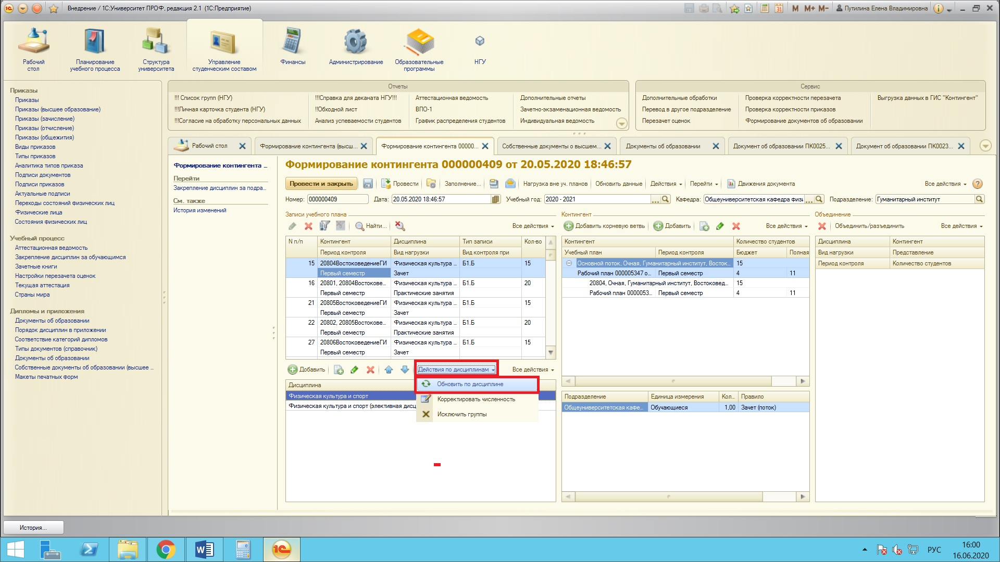 Внедрение / 1С:Университет ПРОФ, редакция 2.1 (1С:Предприятие)
M M+ M-
Путилина Елена Владимировна
Рабочий стол
Планирование учебного процесса
Структура университета
Управление студенческим составом
Финансы
Администрирование
Образовательные программы
НГУ
Приказы
Приказы
Приказы (высшее образование)
Приказы (зачисление)
Приказы (отчисление)
Приказы (общежития)
Виды приказов
Типы приказов
Аналитика типов приказа
Подписи документов
Подписи приказов
Актуальные подписи
Переходы состояний физических лиц
Физические лица
Состояния физических лиц
Учебный процесс
Аттестационная ведомость
Закрепление дисциплин за обучающимся
Зачетные книги
Настройки перезачета оценок
Текущая аттестация
Страны мира
Дипломы и приложения
Документы об образовании
Порядок дисциплин в приложении
Соответствие категорий дипломов
Типы документов (справочник)
Документы об образовании
Собственные документы об образовании (высшее ...
Макеты печатных форм
Отчеты
!!! Список групп (НГУ)
!!!Личная карточка студента (НГУ)
!!!Согласие на обработку персональных данных
!!!Справка для деканата НГУ!!!
!!Обходной лист
Анализ успеваемости студентов
Аттестационная ведомость
ВПО-1
График распределения студентов
Дополнительные отчеты
Зачетно-экзаменационная ведомость
Индивидуальная ведомость
Сервис
Дополнительные обработки
Перевод в другое подразделение
Перезачет оценок
Проверка корректности перезачета
Проверка корректности приказов
Формирование документов об образовании
Выгрузка данных в ГИС "Контингент"
Рабочий стол
Формирование контингента (высш...
Формирование контингента 00000...
Собственные документы о высшем...
Документы об образовании
Документ об образовании ПК0025...
Документ об образовании ПК0023...
Формирование контингента ...
Перейти
Закрепление дисциплин за подра...
См. также
История изменений
Формирование контингента 000000409 от 20.05.2020 18:46:57
Провести и закрыть
Провести
Заполнение...
Нагрузка вне уч. планов
Обновить данные
Действия
Перейти
Движения документа
Все действия
Номер: 000000409
Дата: 20.05.2020 18:46:57
Учебный год: 2020 - 2021
Кафедра: Общеуниверситетская кафедра физи
Подразделение: Гуманитарный институт
Записи учебного плана
Найти...
Все действия
N п/п Контингент Дисциплина Тип записи Кол-во
Период контроля Вид нагрузки Вид контроля при
15 20804ВостоковедениеГИ Физическая культура ... Б1.Б 15
Первый семестр Зачет
16 20801, 20804Востокове... Физическая культура ... Б1.Б 20
Первый семестр Практические занятия
21 20805ВостоковедениеГИ Физическая культура ... Б1.Б 15
Первый семестр Зачет
22 20802, 20805Востокове... Физическая культура ... Б1.Б 20
Первый семестр Практические занятия
27 20806ВостоковедениеГИ Физическая культура ... Б1.Б 15
Первый семестр Зачет
Добавить
Действия по дисциплинам
Все действия
Обновить по дисциплине
Корректировать численность
Исключить группы
Дисциплина
Физическая культура и спорт
Физическая культура и спорт (элективная дисц
Контингент
Добавить корневую ветвь
Добавить
Все действия
Контингент Количество студентов
Учебный план Период контроля Бюджет Полная
Основной поток, Очная, Гуманитарный институт, Восток... 15
Рабочий план 000005347 о... Первый семестр 4 11
20804, Очная, Гуманитарный институт, Востоковед... 15
Рабочий план 0000053... Первый семестр 4 11
Подразделение Единица измерения Кол... Правило
Общеуниверситетская кафе... Обучающиеся 1,00 Зачет (поток)
Объединение
Объединить/разъединить
Все действия
Дисциплина Контингент
Вид нагрузки Представление
Период контроля Количество студентов
История...
РУС
16:00
16.06.2020